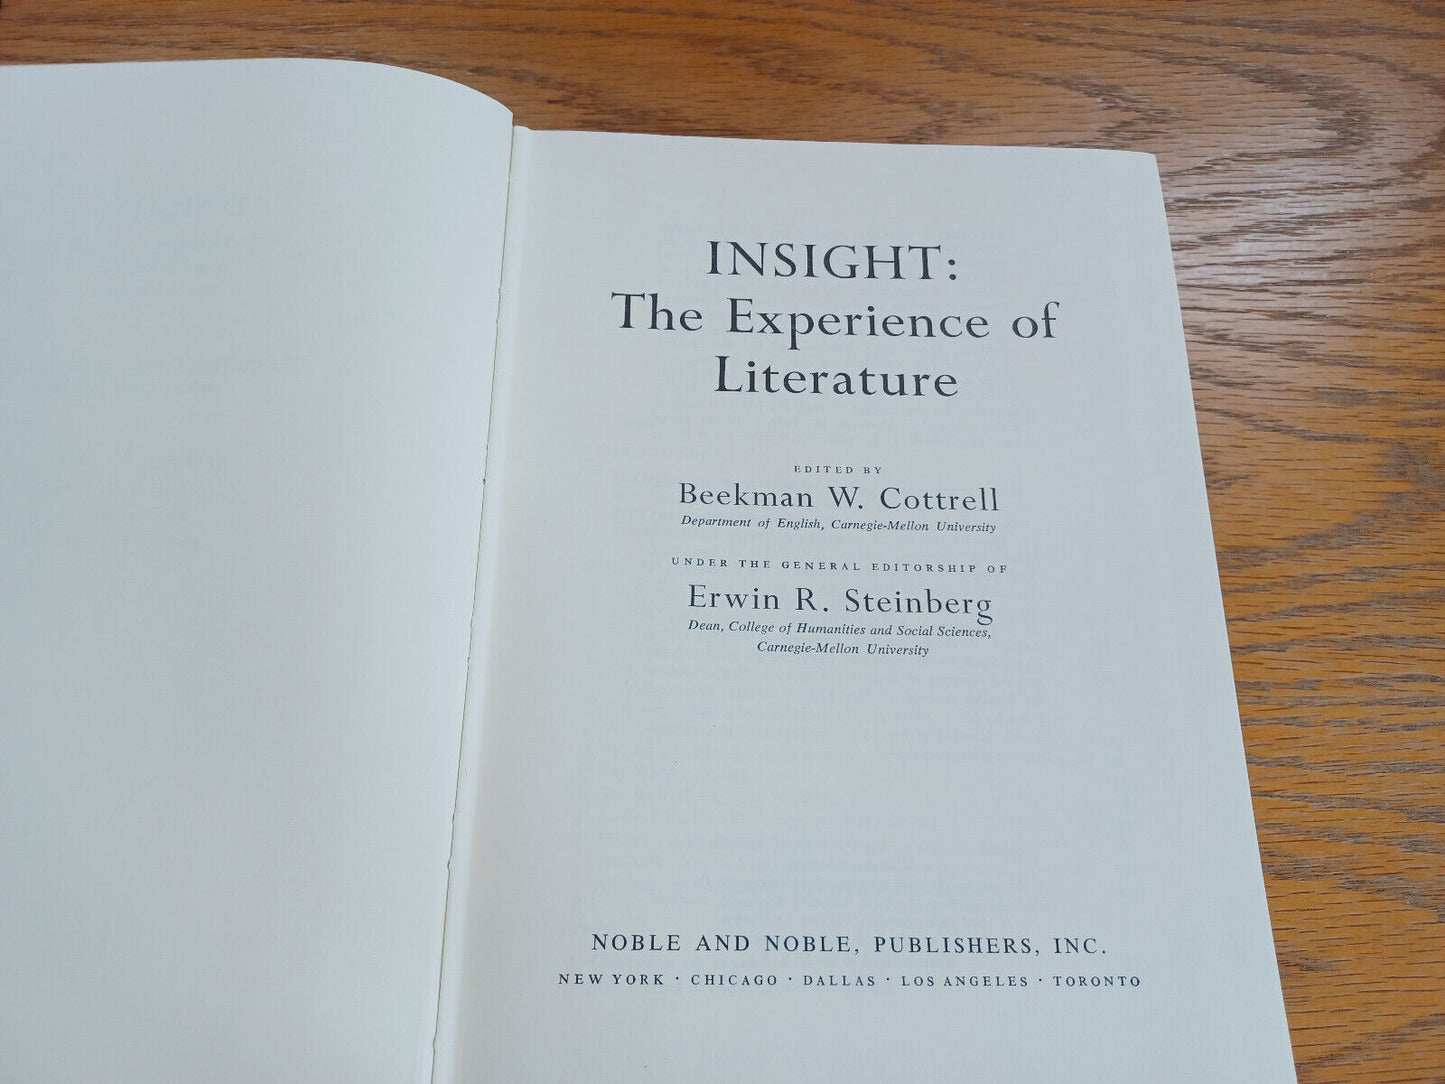 INSIGHT:
The Experience of
Literature
EDITED BY
Beekman W. Cottrell
Department of English, Carnegie-Mellon University
UNDER THE GENERAL EDITORSHIP OF
Erwin R. Steinberg
Dean, College of Humanities and Social Sciences,
Carnegie-Mellon University
NOBLE AND NOBLE, PUBLISHERS, INC.
NEW YORK · CHICAGO · DALLAS · LOS ANGELES · TORONTO